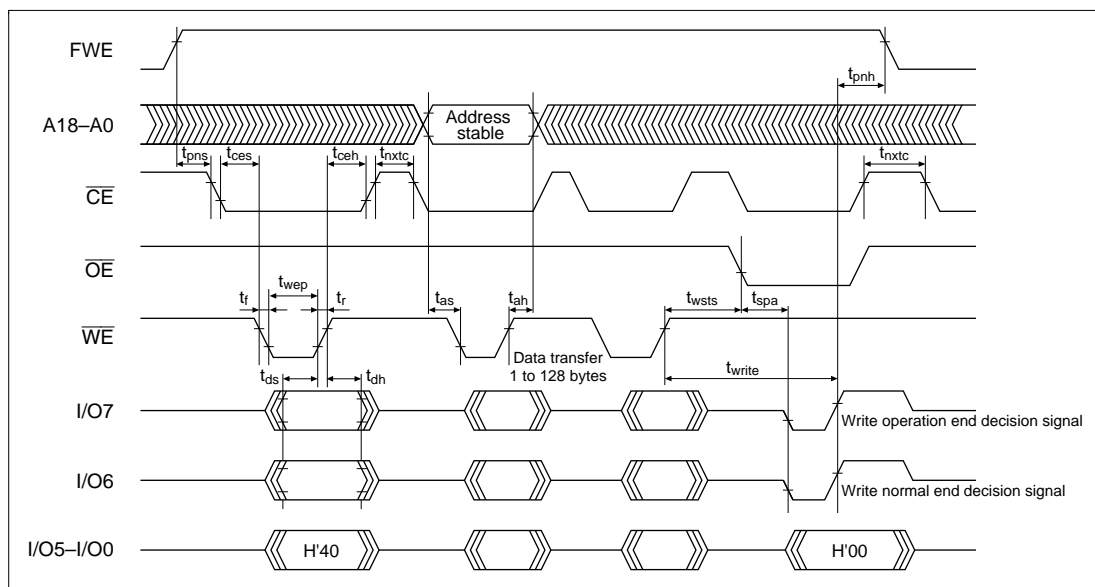 FWE
tpnh
A18–A0
Address
stable
tpns
tces
tceh
tnxtc
tnxtc
CE
OE
tf
twep
tr
tas
tah
twsts
tspa
WE
Data transfer
1 to 128 bytes
twrite
tds
tdh
I/O7
Write operation end decision signal
I/O6
Write normal end decision signal
I/O5–I/O0
H'40
H'00